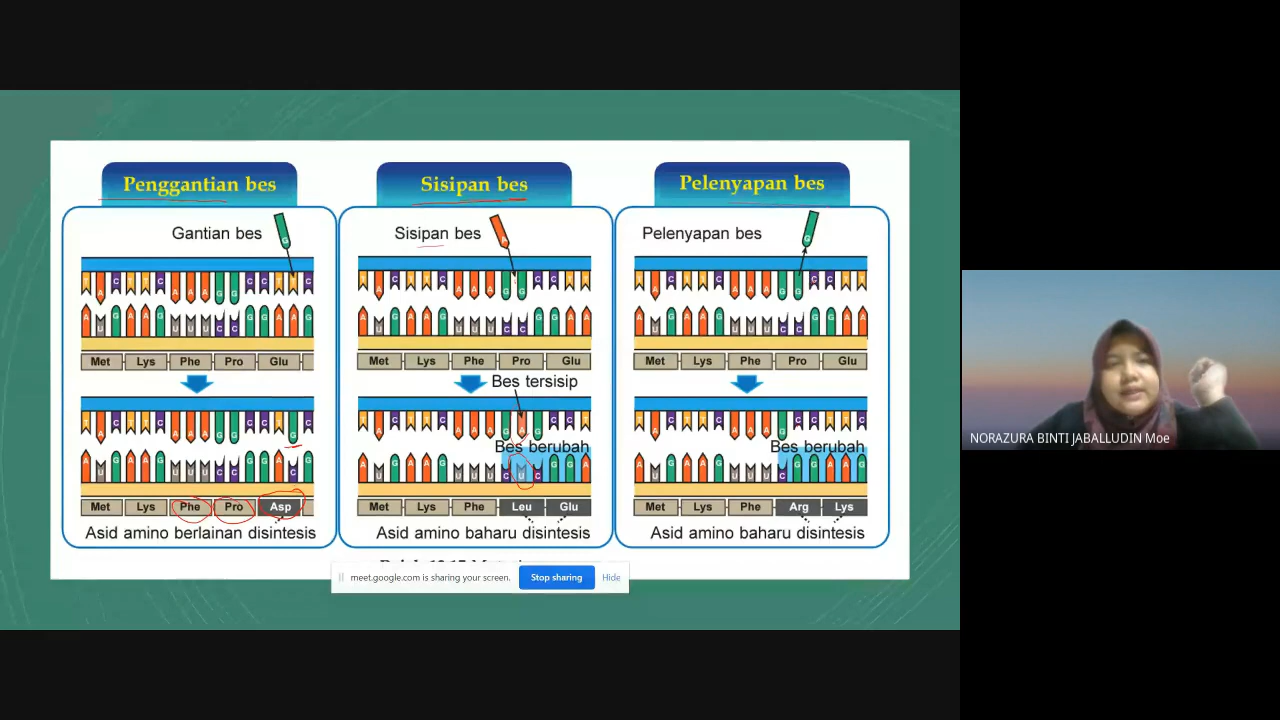 Penggantian bes
Gantian bes
G
T A C T T C A A A G G C C T T C
A U G A A G U U U C C G G A A G
Met Lys Phe Pro Glu
T A C T T C A A A G G C C T G C
A U G A A G U U U C C G G A C G
Met Lys Phe Pro Asp
Asid amino berlainan disintesis
Sisipan bes
Sisipan bes
A
T A C T T C A A A G G C C T T
A U G A A G U U U C C G G A A
Met Lys Phe Pro Glu
Bes tersisip
T A C T T C A A A G A G C C T
Bes berubah
A U G A A G U U U C U C G G A
Met Lys Phe Leu Glu
Asid amino baharu disintesis
Pelenyapan bes
Pelenyapan bes
G
T A C T T C A A A G G C C T T
A U G A A G U U U C C G G A A
Met Lys Phe Pro Glu
T A C T T C A A A G C C T T C
Bes berubah
A U G A A G U U U C G G A A G
Met Lys Phe Arg Lys
Asid amino baharu disintesis
meet.google.com is sharing your screen.
Stop sharing
Hide
NORAZURA BINTI JABALLUDIN Moe